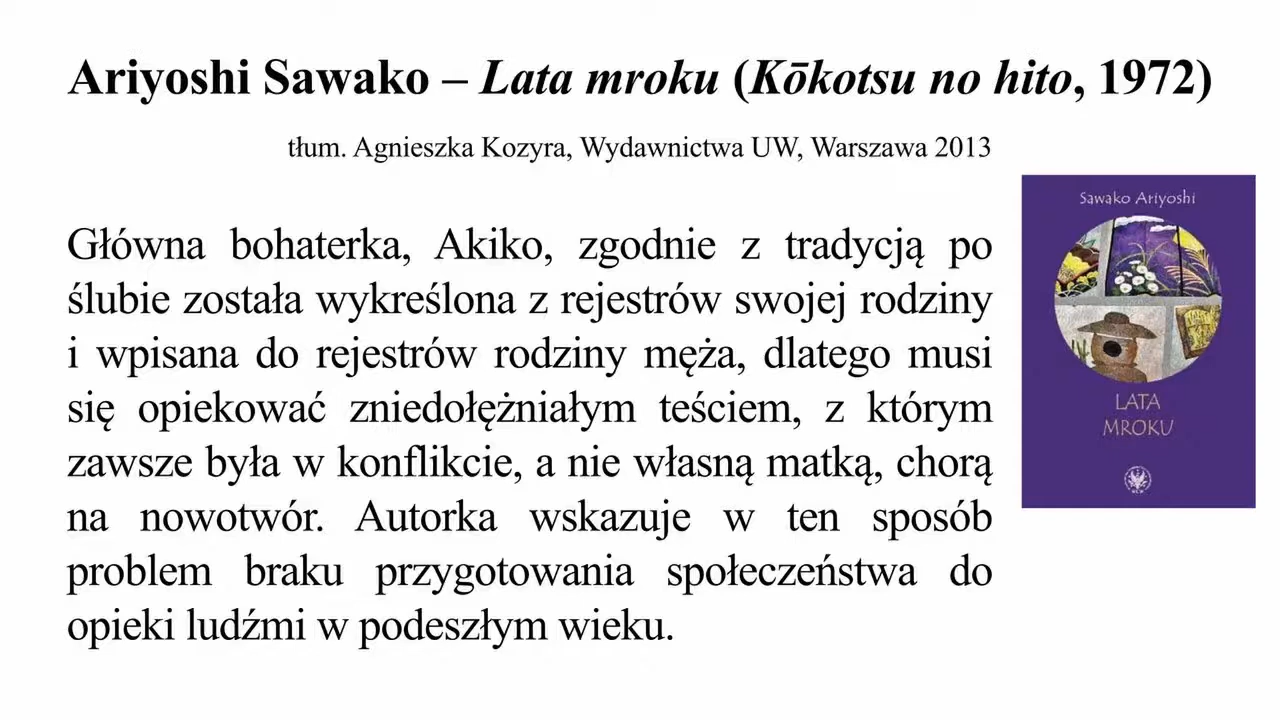 Ariyoshi Sawako – Lata mroku (Kōkotsu no hito, 1972)
tłum. Agnieszka Kozyra, Wydawnictwa UW, Warszawa 2013
Główna bohaterka, Akiko, zgodnie z tradycją po
ślubie została wykreślona z rejestrów swojej rodziny
i wpisana do rejestrów rodziny męża, dlatego musi
się opiekować zniedołężniałym teściem, z którym
zawsze była w konflikcie, a nie własną matką, chorą
na nowotwór. Autorka wskazuje w ten sposób
problem braku przygotowania społeczeństwa do
opieki ludźmi w podeszłym wieku.
Sawako Ariyoshi
LATA
MROKU